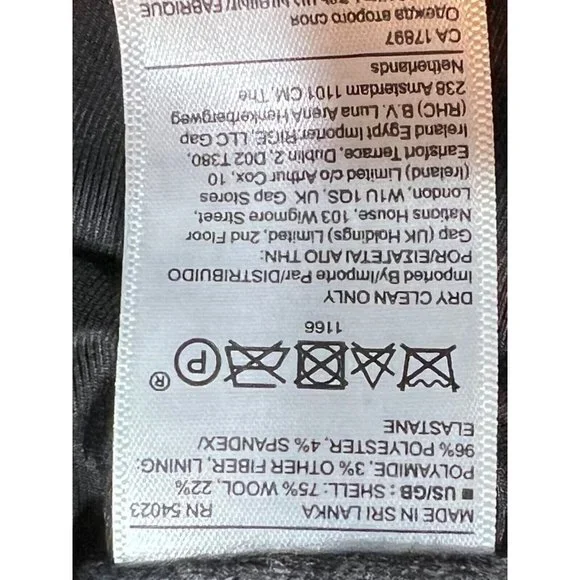 MADE IN SRI LANKA RN 54023
■ US/GB : SHELL: 75% WOOL, 22%
POLYAMIDE, 3% OTHER FIBER, LINING,
96% POLYESTER, 4% SPANDEX/
ELASTANE
P ®
1166
DRY CLEAN ONLY
Imported By/Importe Par/DISTRIBUIDO
POR/ΕΙΣΑΓΕΤΑΙ ΑΠΟ ΤΗΝ:
Gap (UK Holdings) Limited, 2nd Floor
Nations House, 103 Wigmore Street,
London, W1U 1QS, UK. Gap Stores
(Ireland) Limited c/o Arthur Cox, 10
Earlsfort Terrace, Dublin 2, D02 T380,
Ireland Egypt Importer:RIGE, LLC Gap
(RHC) B.V. Luna ArenA Henkerbergweg
238 Amsterdam 1101 CM, The
Netherlands
CA 17897
Одежда второго слоя
FABRIQUÉ